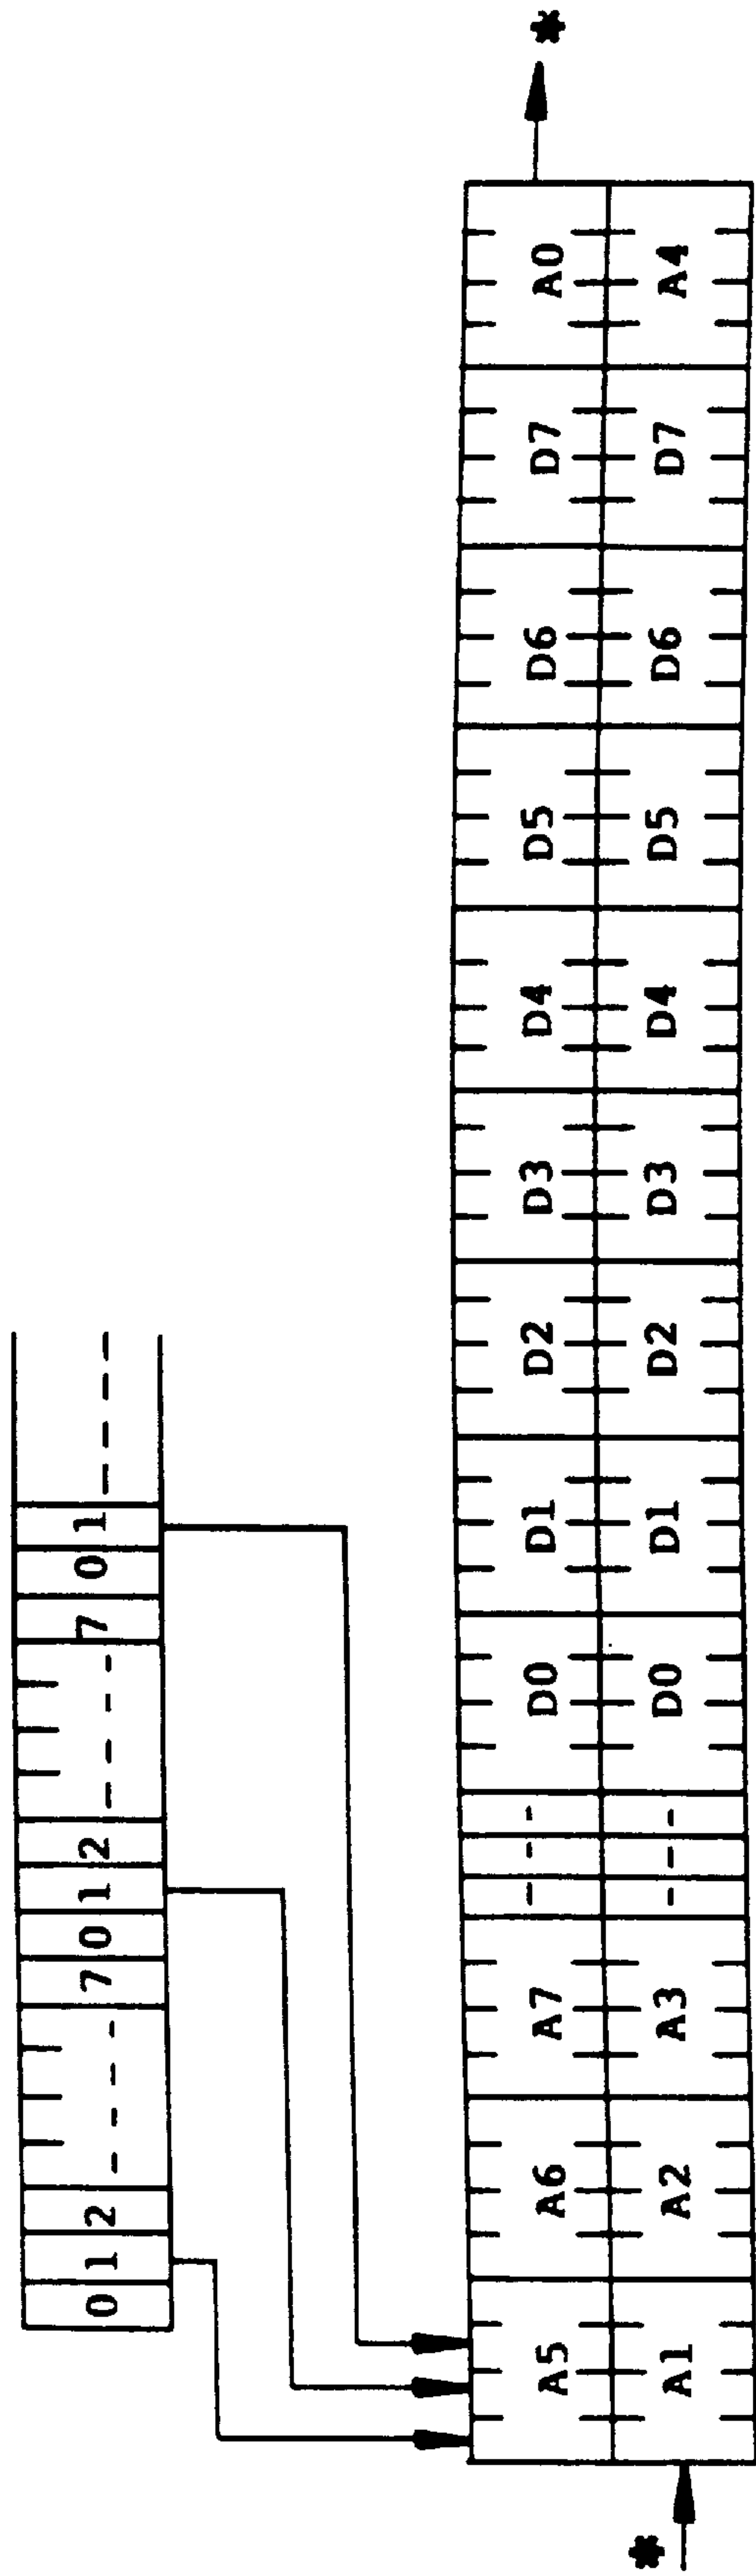 0 1 2 ---- 7 0 1 2 ---- 7 0 1 ----
A5 A6 A7 - - - D0 D1 D2 D3 D4 D5 D6 D7 A0 *
* A1 A2 A3 - - - D0 D1 D2 D3 D4 D5 D6 D7 A4